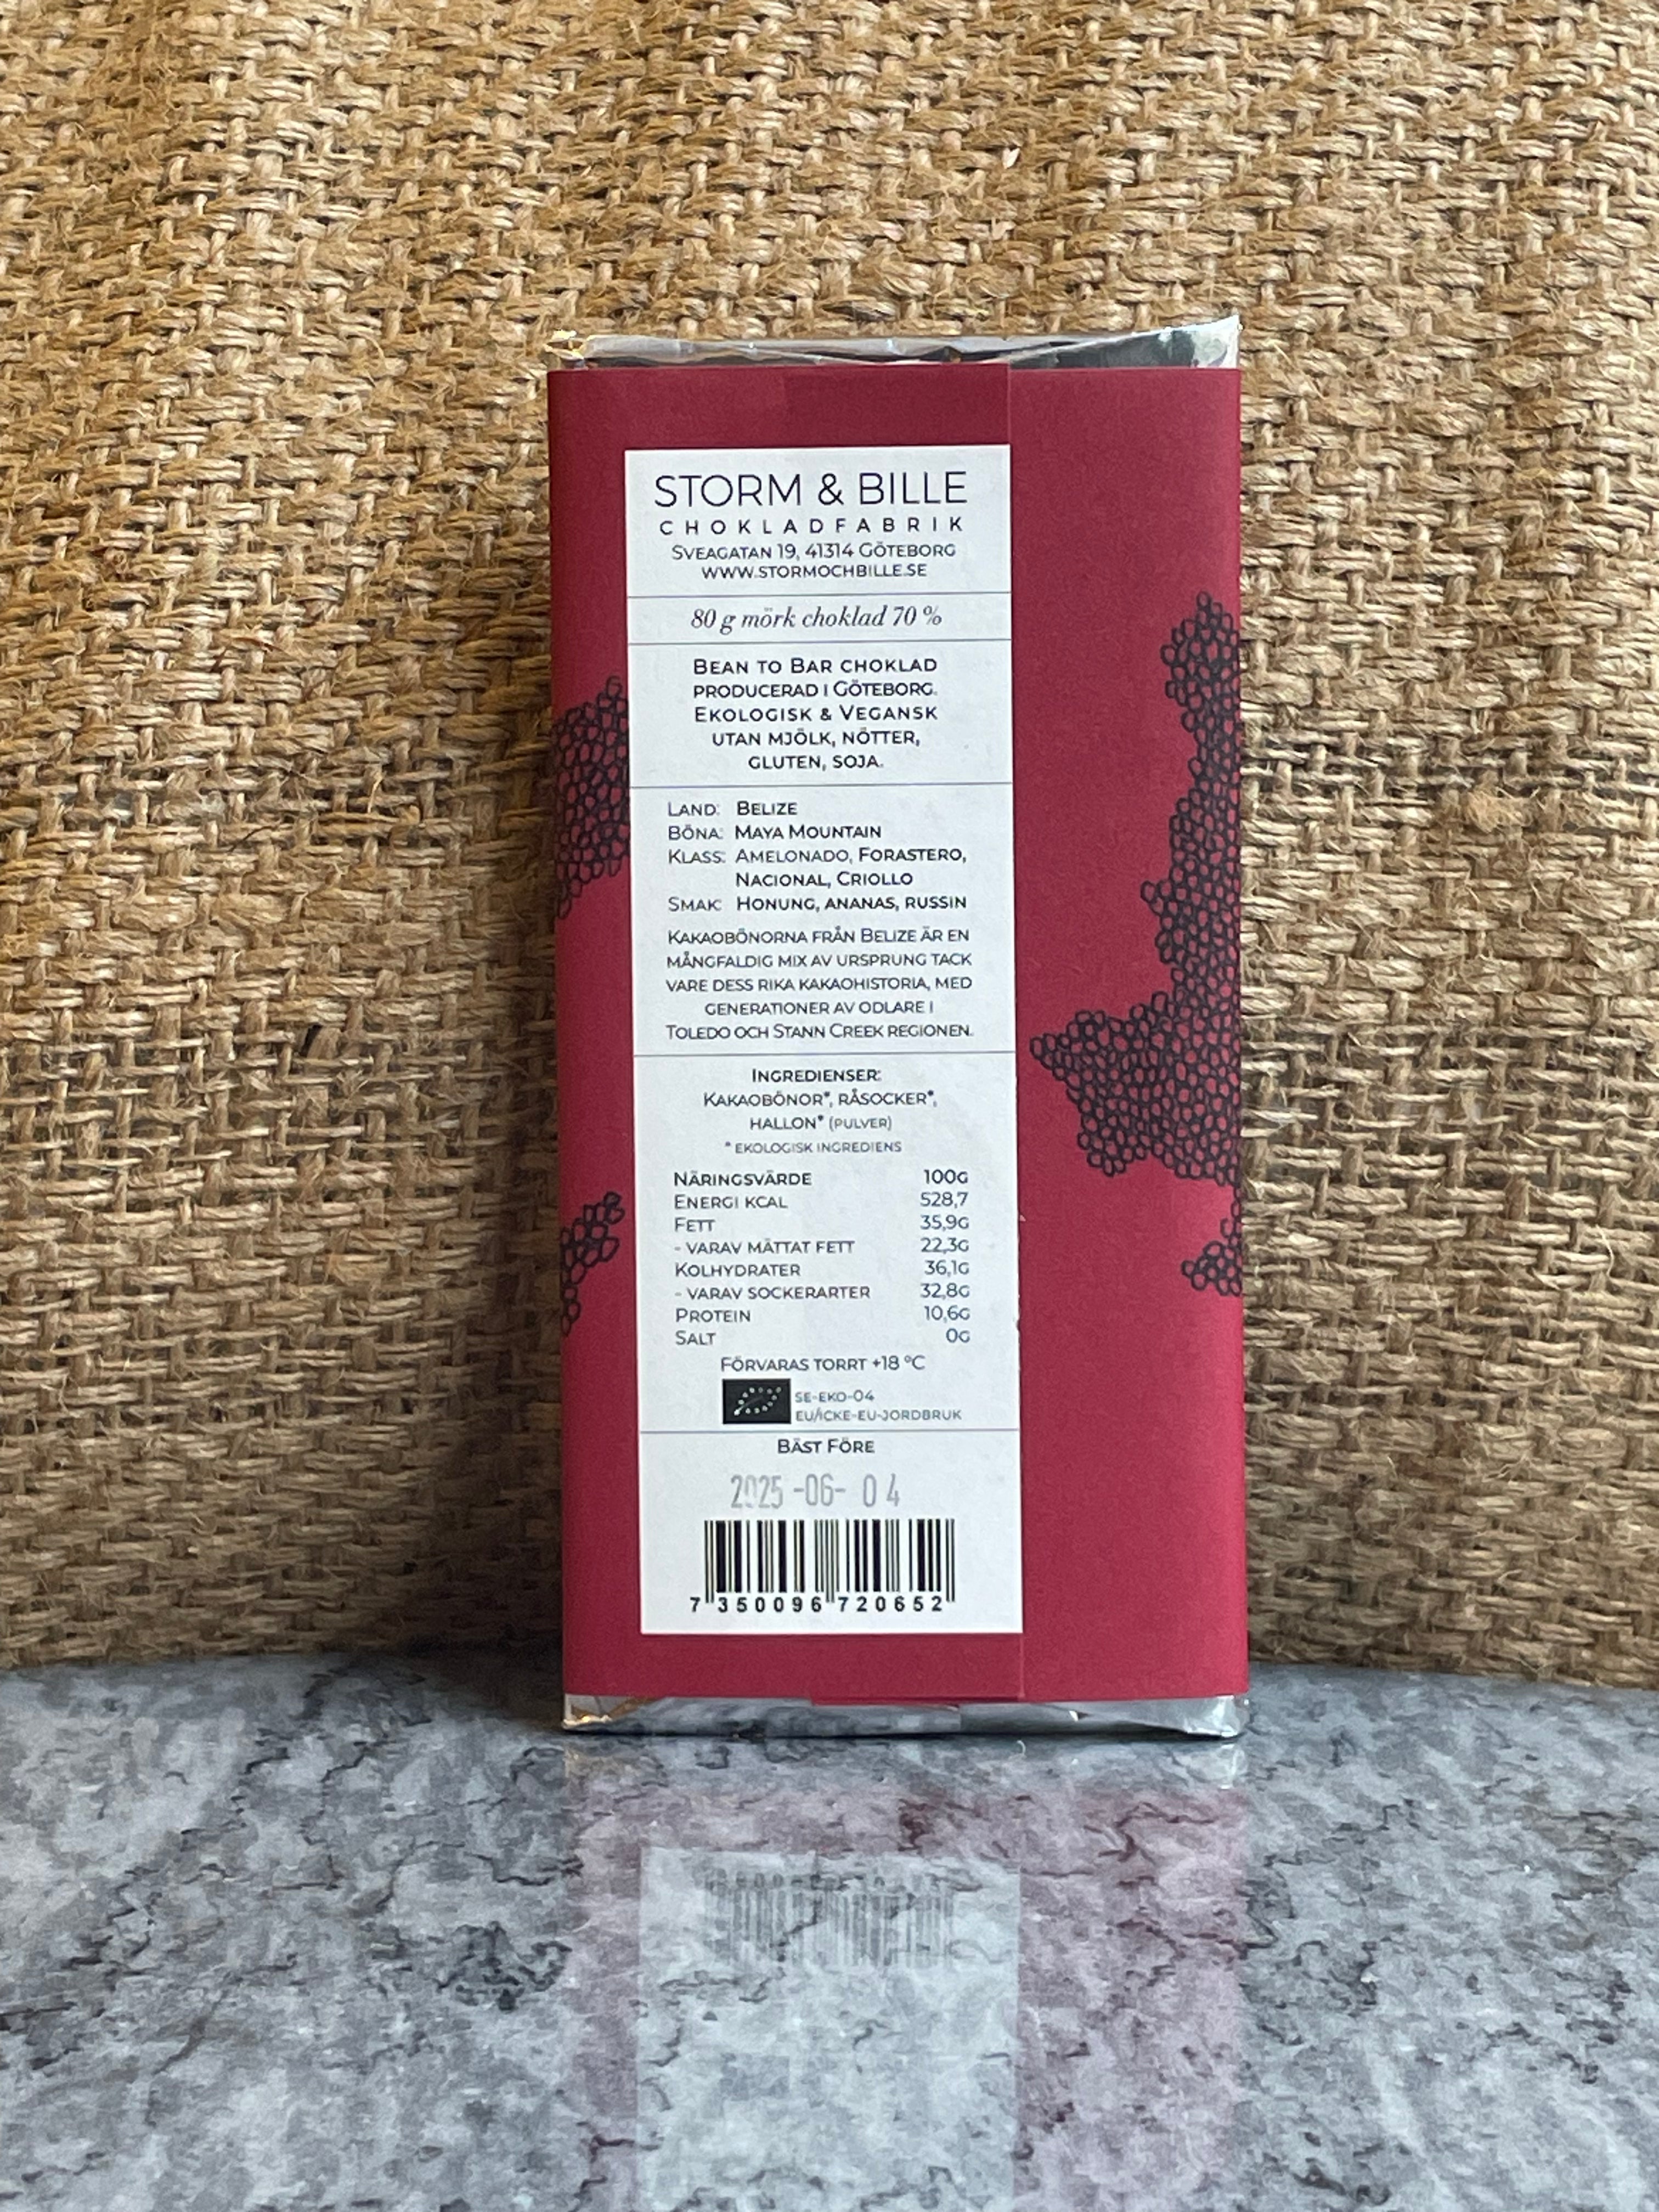 STORM & BILLE
CHOKLADFABRIK
SVEAGATAN 19, 41314 GÖTEBORG
WWW.STORMOCHBILLE.SE
80 g mörk choklad 70 %
BEAN TO BAR CHOKLAD
PRODUCERAD I GÖTEBORG.
EKOLOGISK & VEGANSK
UTAN MJÖLK, NÖTTER,
GLUTEN, SOJA.
LAND: BELIZE
BÖNA: MAYA MOUNTAIN
KLASS: AMELONADO, FORASTERO,
NACIONAL, CRIOLLO
SMAK: HONUNG, ANANAS, RUSSIN
KAKAOBÖNORNA FRÅN BELIZE ÄR EN
MÅNGFALDIG MIX AV URSPRUNG TACK
VARE DESS RIKA KAKAOHISTORIA, MED
GENERATIONER AV ODLARE I
TOLEDO OCH STANN CREEK REGIONEN.
INGREDIENSER:
KAKAOBÖNOR*, RÅSOCKER*,
HALLON* (PULVER)
* EKOLOGISK INGREDIENS
NÄRINGSVÄRDE 100G
ENERGI KCAL 528,7
FETT 35,9G
- VARAV MÄTTAT FETT 22,3G
KOLHYDRATER 36,1G
- VARAV SOCKERARTER 32,8G
PROTEIN 10,6G
SALT 0G
FÖRVARAS TORRT +18 °C
SE-EKO-04
EU/ICKE-EU-JORDBRUK
BÄST FÖRE
2025-06-04
7 350096 720652